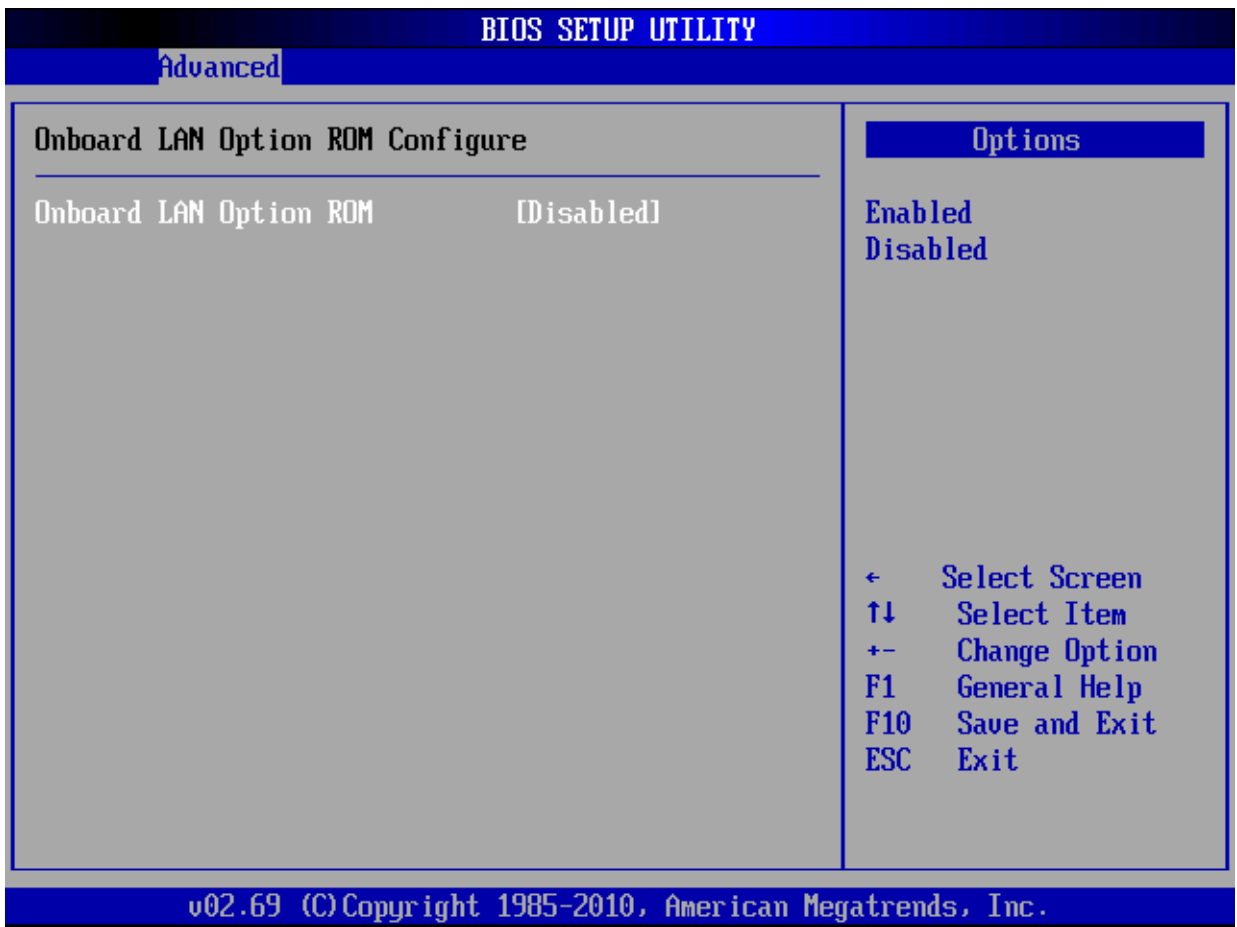 BIOS SETUP UTILITY
Advanced
Onboard LAN Option ROM Configure
Onboard LAN Option ROM [Disabled]
Options
Enabled
Disabled
← Select Screen
↑↓ Select Item
+- Change Option
F1 General Help
F10 Save and Exit
ESC Exit
v02.69 (C)Copyright 1985-2010, American Megatrends, Inc.